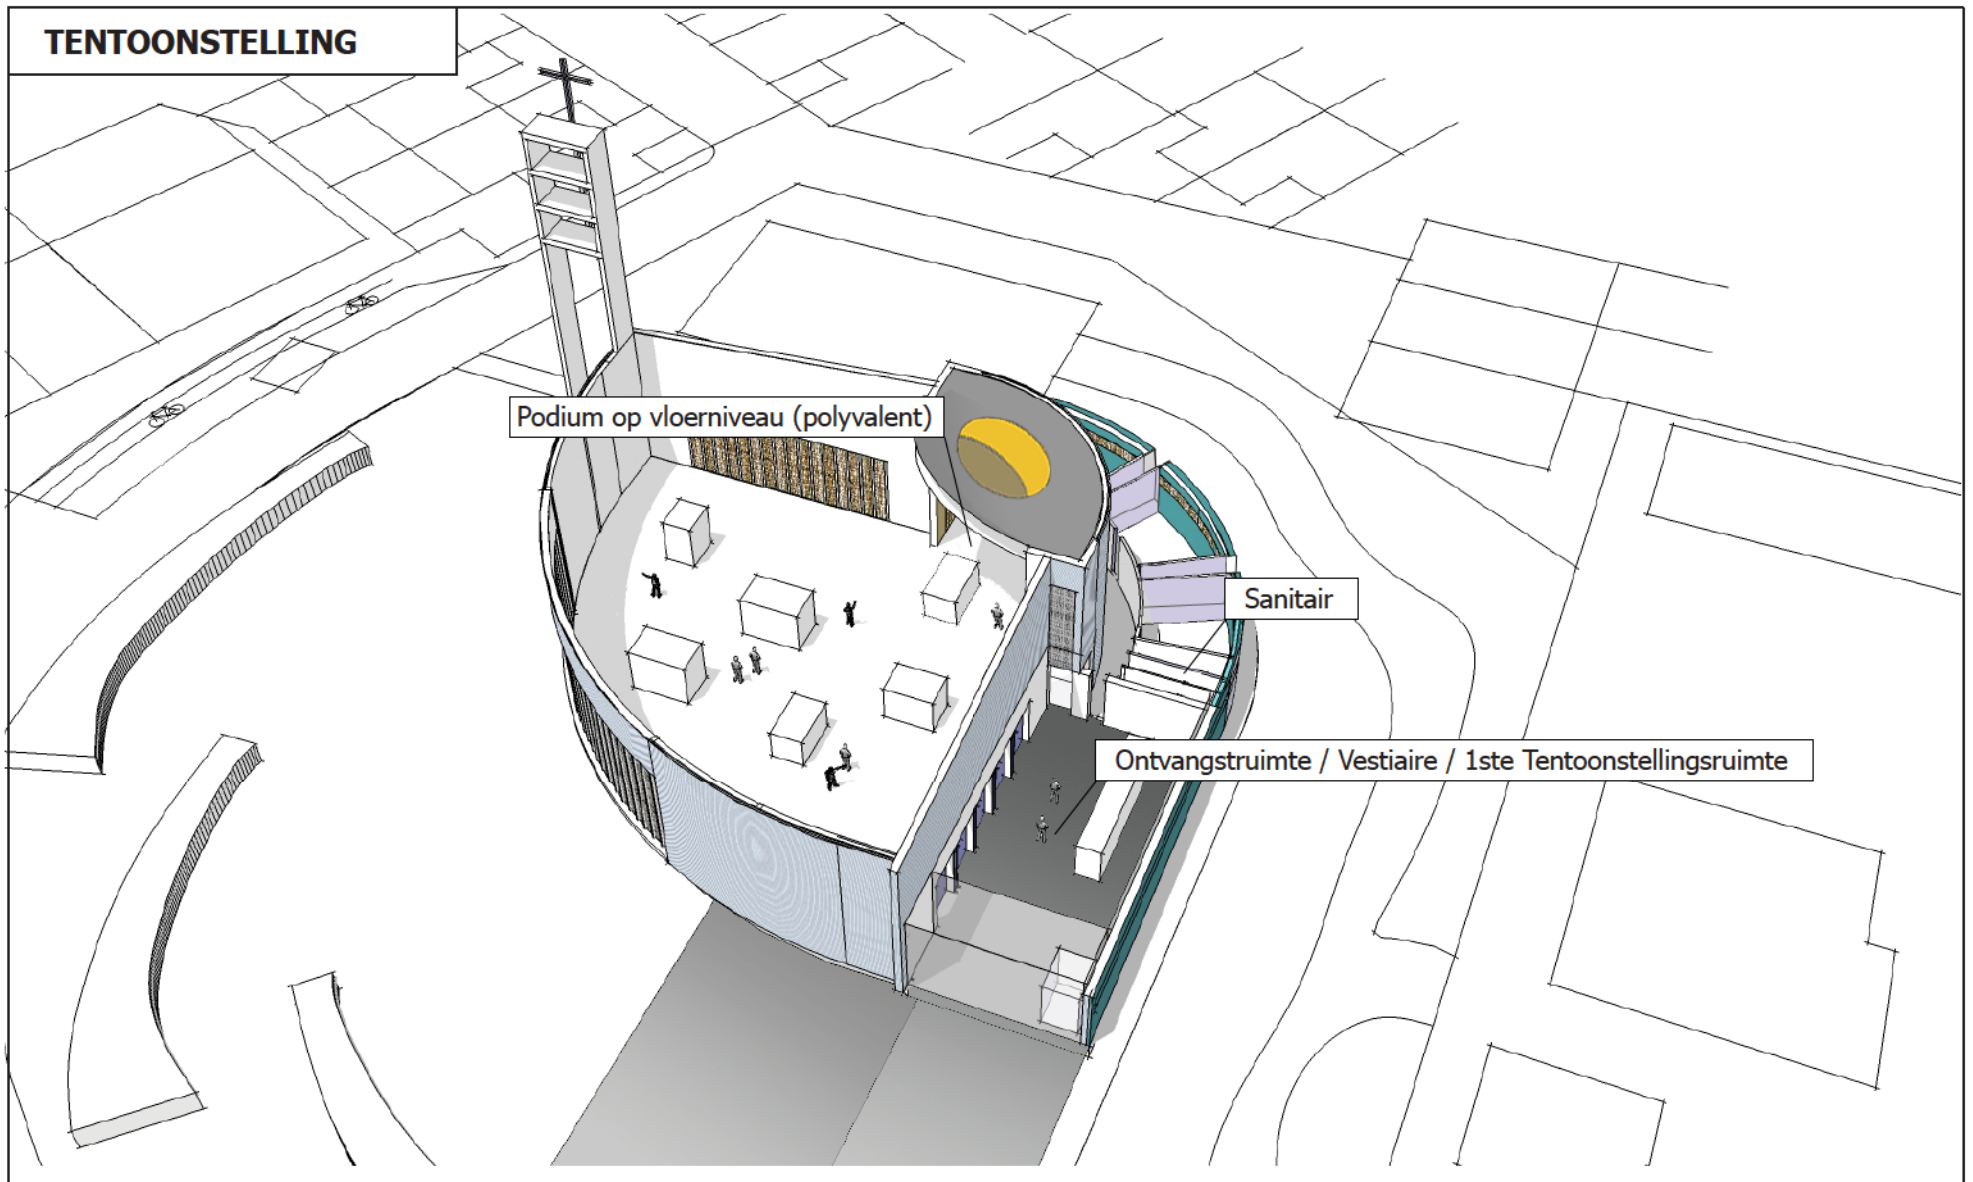 TENTOONSTELLING
Podium op vloerniveau (polyvalent)
Sanitair
Ontvangstruimte / Vestiaire / 1ste Tentoonstellingsruimte